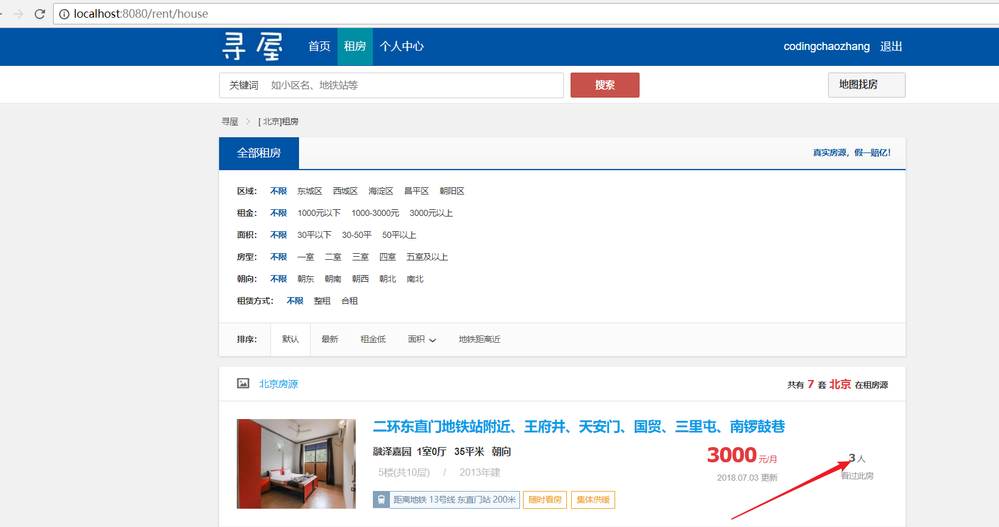 localhost:8080/rent/house
寻屋 首页 租房 个人中心 codingchaozhang 退出
关键词 如小区名、地铁站等 搜索 地图找房
寻屋 > [ 北京]租房
全部租房 真实房源，假一赔亿！
区域： 不限 东城区 西城区 海淀区 昌平区 朝阳区
租金： 不限 1000元以下 1000-3000元 3000元以上
面积： 不限 30平以下 30-50平 50平以上
房型： 不限 一室 二室 三室 四室 五室及以上
朝向： 不限 朝东 朝南 朝西 朝北 南北
租赁方式： 不限 整租 合租
排序： 默认 最新 租金低 面积 地铁距离近
北京房源 共有 7 套 北京 在租房源
二环东直门地铁站附近、王府井、天安门、国贸、三里屯、南锣鼓巷
融泽嘉园 1室0厅 35平米 朝向
3000元/月 3人
5楼(共10层) / 2013年建
2018.07.03 更新 看过此房
距离地铁 13号线 东直门站 200米 随时看房 集体供暖